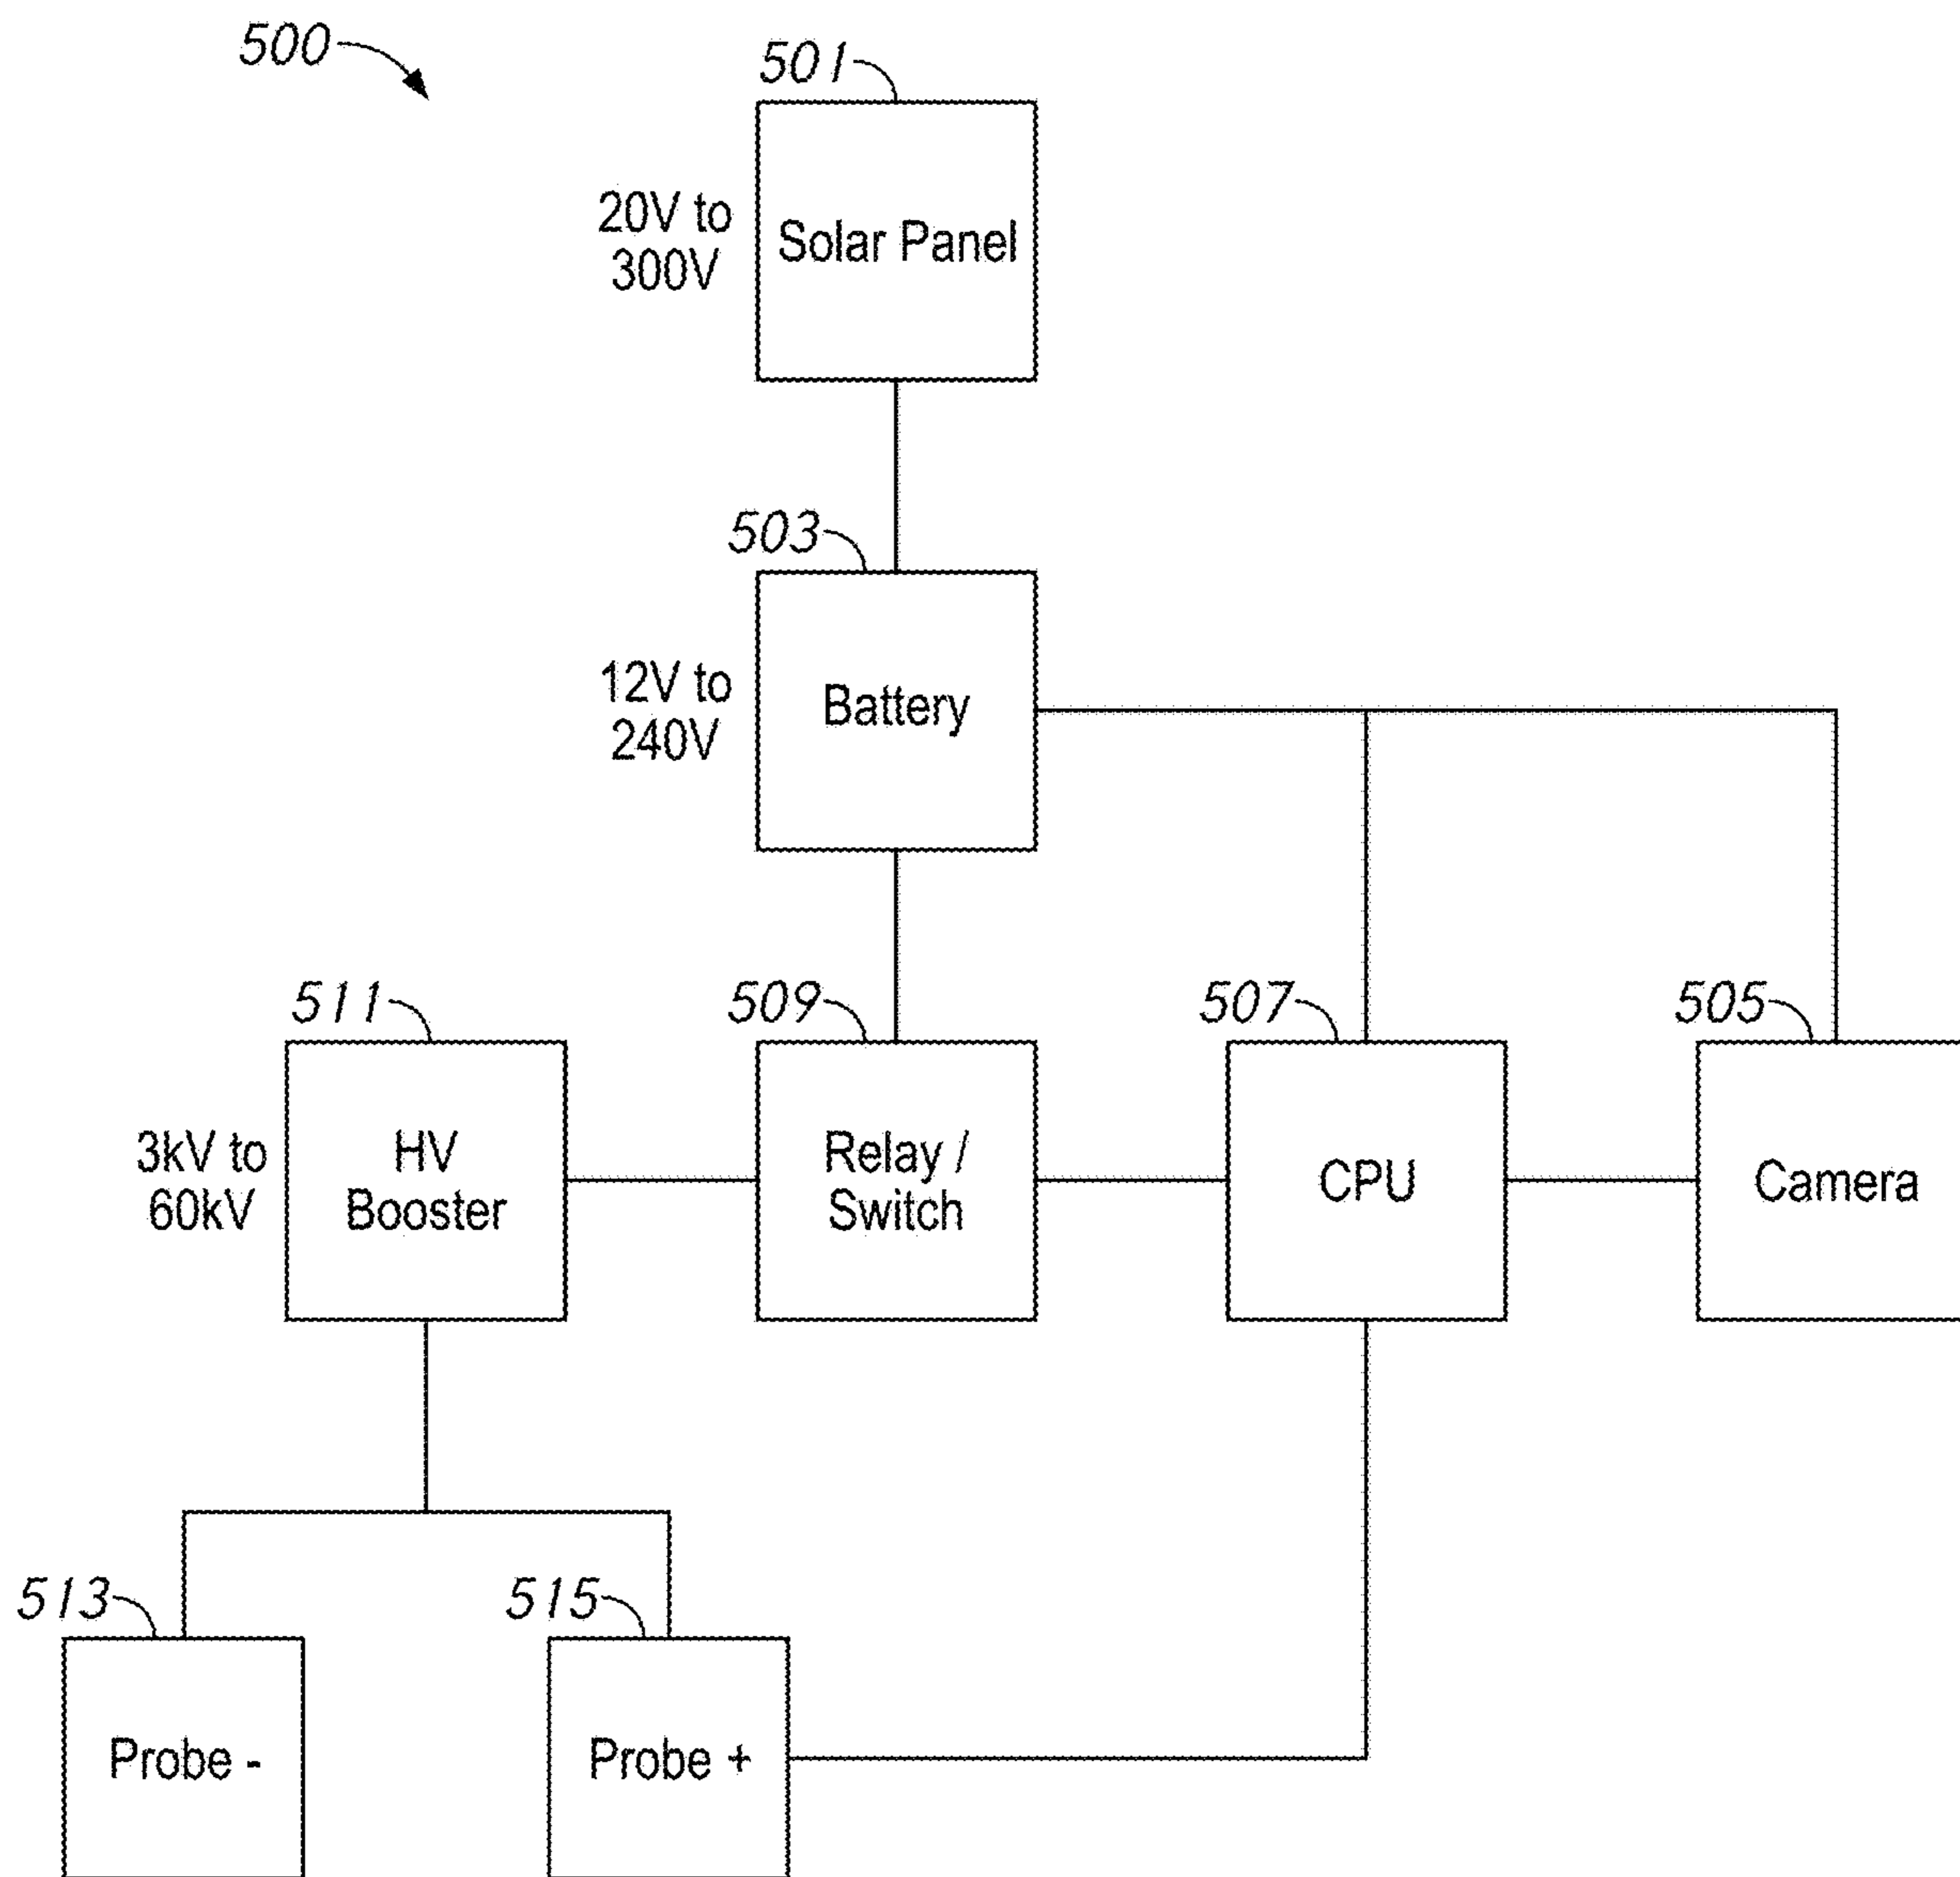 500
501
20V to
300V
Solar Panel
503
12V to
240V
Battery
511
509
507
505
3kV to
60kV
HV
Booster
Relay /
Switch
CPU
Camera
513
515
Probe -
Probe +